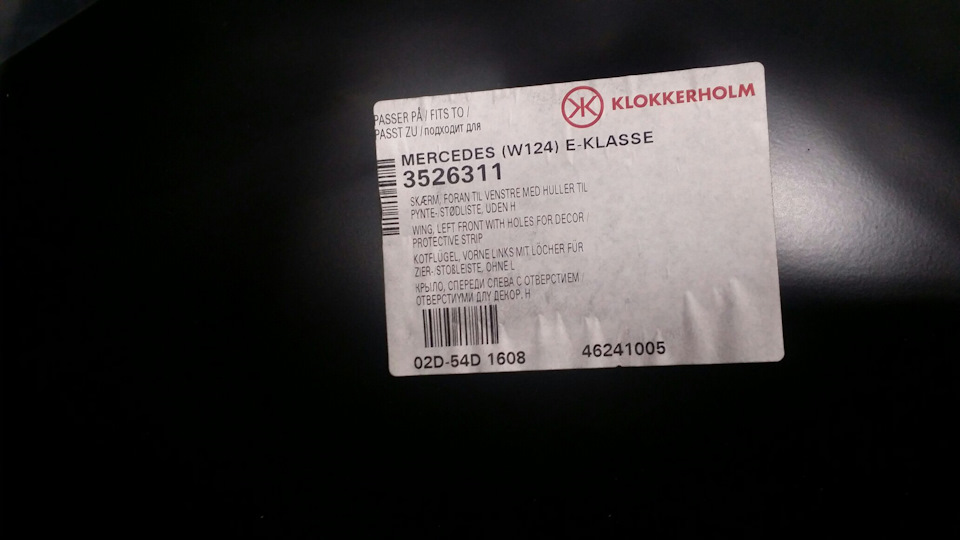 PASSER PÅ / FITS TO /
PASST ZU / подходит для
KLOKKERHOLM
MERCEDES (W124) E-KLASSE
3526311
SKÆRM, FORAN TIL VENSTRE MED HULLER TIL
PYNTE-/STØDLISTE, UDEN H
WING, LEFT FRONT WITH HOLES FOR DECOR /
PROTECTIVE STRIP
KOTFLÜGEL, VORNE LINKS MIT LÖCHER FÜR
ZIER-/STOßLEISTE, OHNE L
КРЫЛО, СПЕРЕДИ СЛЕВА С ОТВЕРСТИЕМ /
ОТВЕРСТИУМИ ДЛУ ДЕКОР. Н
02D-54D 1608
46241005